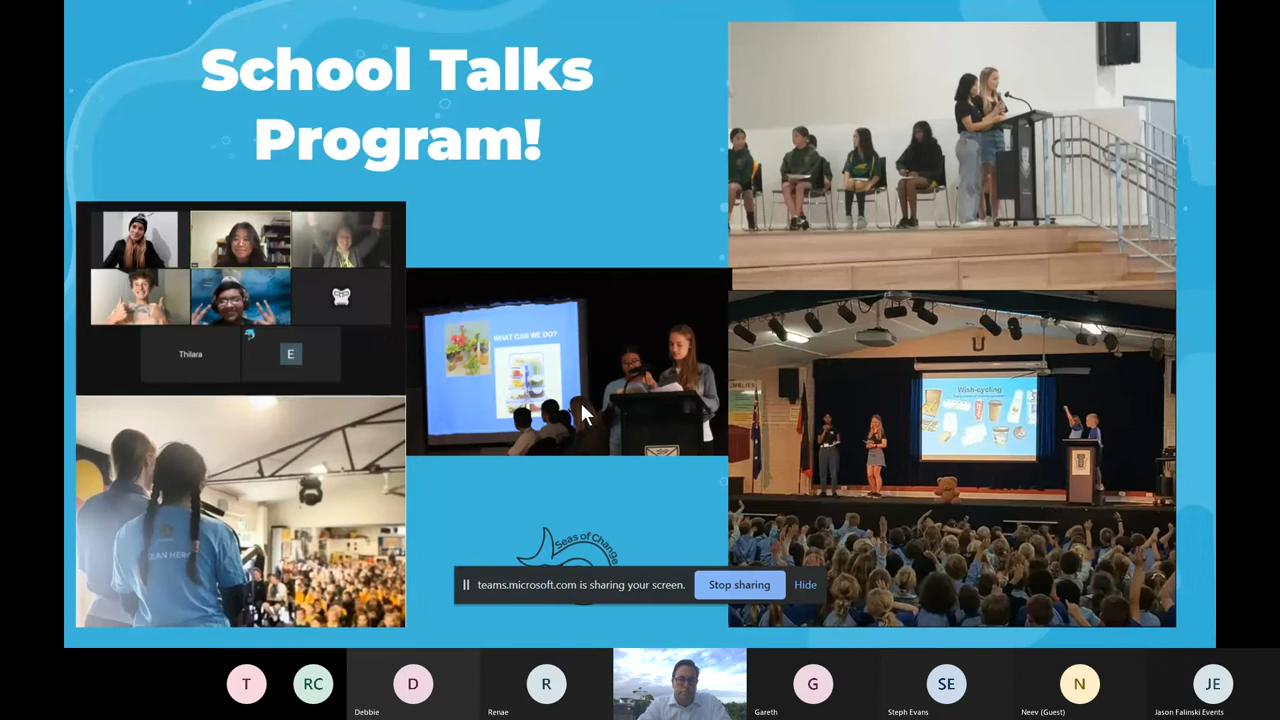 School Talks
Program!
Thilara
E
WHAT CAN WE DO?
Wish-cycling
Seas of Change
teams.microsoft.com is sharing your screen.
Stop sharing
Hide
T
RC
D
R
G
SE
N
JE
Debbie
Renae
Gareth
Steph Evans
Neev (Guest)
Jason Falinski Events